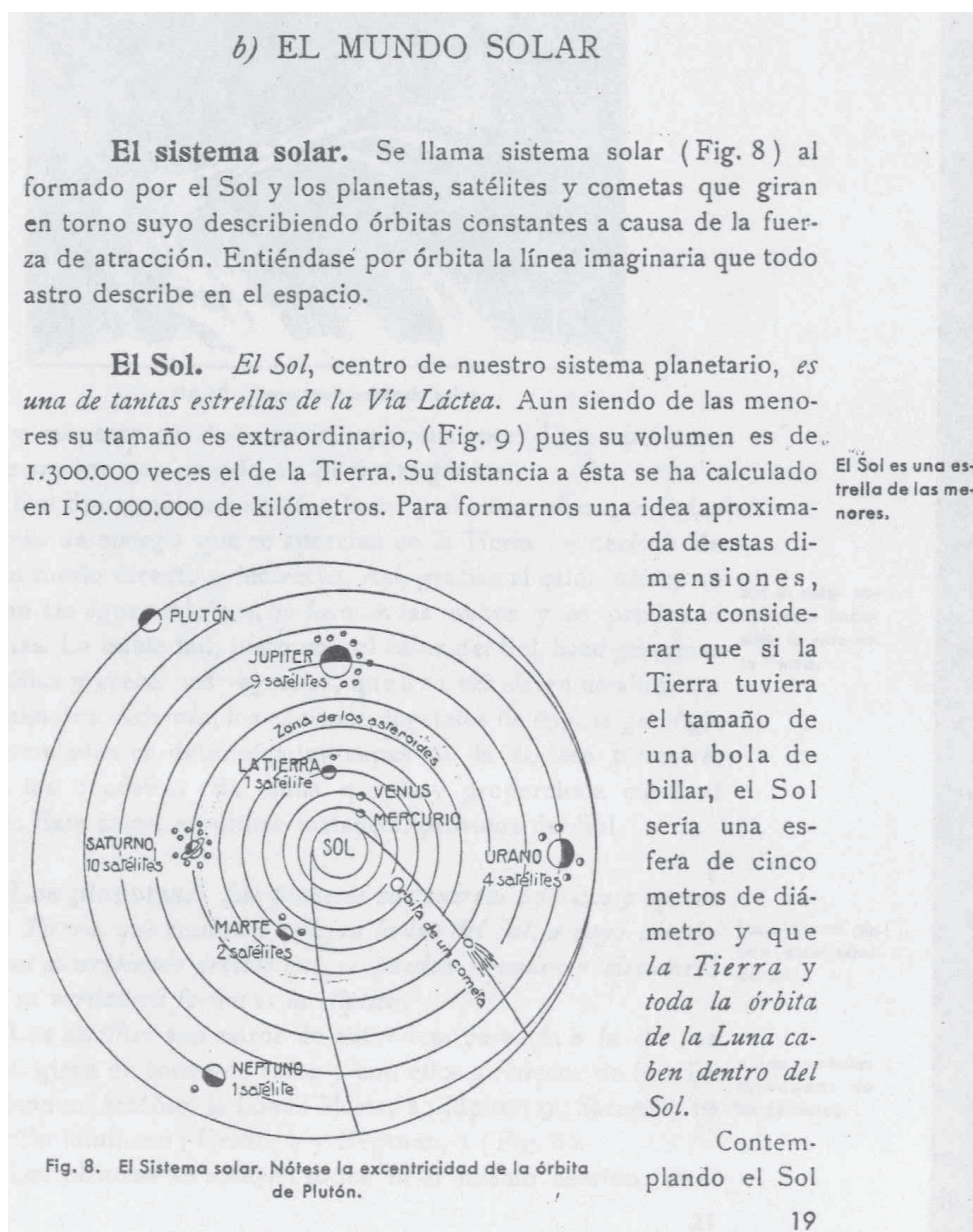 b) EL MUNDO SOLAR
El sistema solar. Se llama sistema solar (Fig. 8) al
formado por el Sol y los planetas, satélites y cometas que giran
en torno suyo describiendo órbitas constantes a causa de la fuer-
za de atracción. Entiéndase por órbita la línea imaginaria que todo
astro describe en el espacio.
El Sol. El Sol, centro de nuestro sistema planetario, es
una de tantas estrellas de la Vía Láctea. Aun siendo de las meno-
res su tamaño es extraordinario, (Fig. 9) pues su volumen es de
1.300.000 veces el de la Tierra. Su distancia a ésta se ha calculado
en 150.000.000 de kilómetros. Para formarnos una idea aproxima-
El Sol es una es-
trella de las me-
nores.
da de estas di-
mensiones,
basta conside-
rar que si la
Tierra tuviera
el tamaño de
una bola de
billar, el Sol
sería una es-
fera de cinco
metros de diá-
metro y que
la Tierra y
toda la órbita
de la Luna ca-
ben dentro del
Sol.
Contem-
plando el Sol
PLUTÓN
JUPITER
9 satélites
Zona de los asteroides
LA TIERRA
1 satélite
VENUS
MERCURIO
SOL
SATURNO
10 satélites
URANO
4 satélites
MARTE
2 satélites
Órbita de un cometa
NEPTUNO
1 satélite
Fig. 8. El Sistema solar. Nótese la excentricidad de la órbita
de Plutón.
19